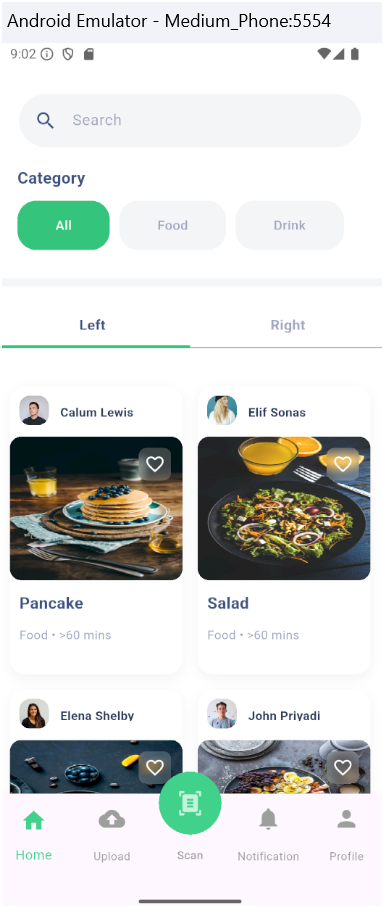 Android Emulator - Medium_Phone:5554
9:02
Search
Category
All Food Drink
Left Right
Calum Lewis Elif Sonas
Pancake Salad
Food • >60 mins Food • >60 mins
Elena Shelby John Priyadi
Home Upload Scan Notification Profile